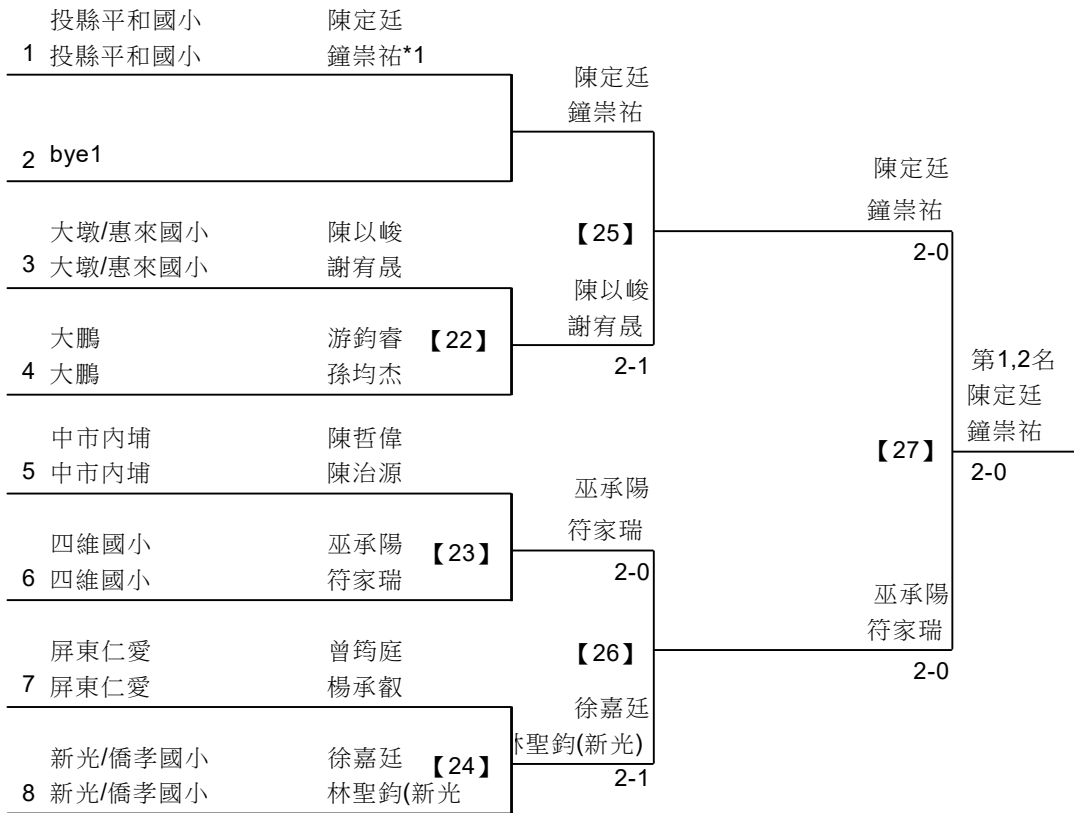 投縣平和國小 陳定廷
1 投縣平和國小 鐘崇祐*1
陳定廷
鐘崇祐
2 bye1
陳定廷
鐘崇祐
2-0
大墩/惠來國小 陳以峻
3 大墩/惠來國小 謝宥晟
【25】
陳以峻
謝宥晟
2-1
大鵬 游鈞睿 【22】
4 大鵬 孫均杰
第1,2名
陳定廷
鐘崇祐
2-0
【27】
中市內埔 陳哲偉
5 中市內埔 陳治源
巫承陽
符家瑞
2-0
四維國小 巫承陽 【23】
6 四維國小 符家瑞
巫承陽
符家瑞
2-0
屏東仁愛 曾筠庭
7 屏東仁愛 楊承叡
【26】
徐嘉廷
林聖鈞(新光)
2-1
新光/僑孝國小 徐嘉廷 【24】
8 新光/僑孝國小 林聖鈞(新光